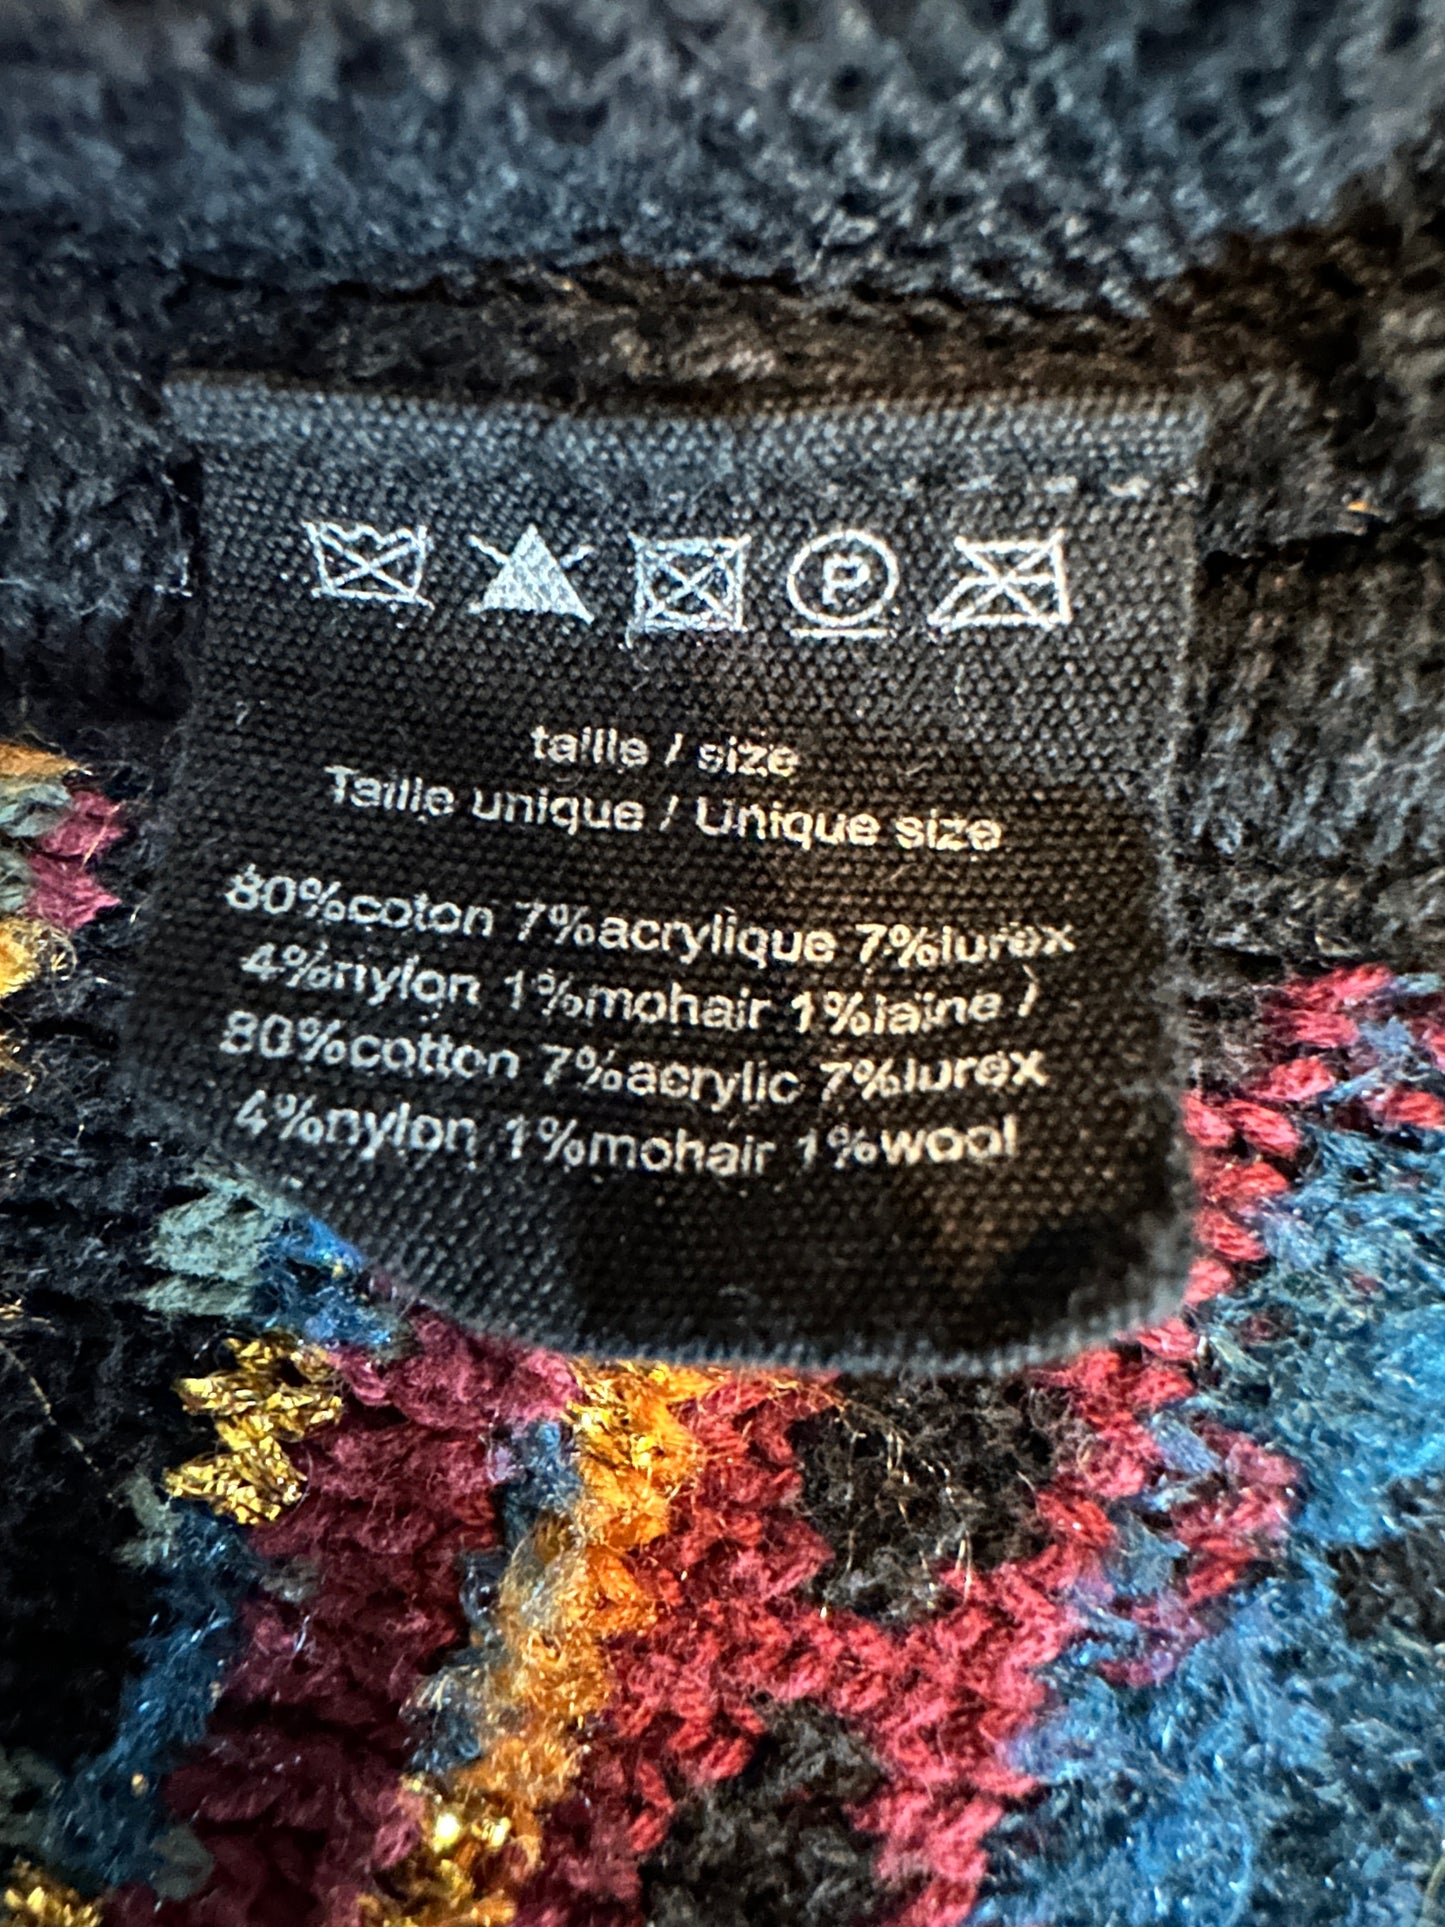 P
taille / size
Taille unique / Unique size
80%coton 7%acrylique 7%lurex
4%nylon 1%mohair 1%laine /
80%cotton 7%acrylic 7%lurex
4%nylon 1%mohair 1%wool